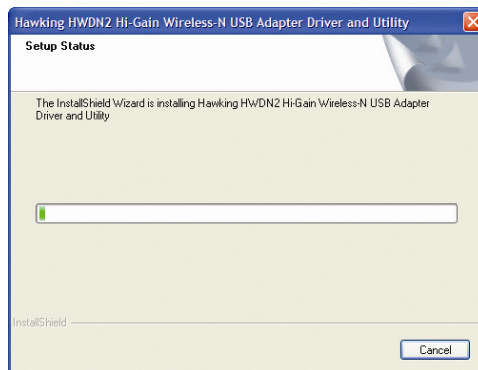 Hawking HWDN2 Hi-Gain Wireless-N USB Adapter Driver and Utility
Setup Status
The InstallShield Wizard is installing Hawking HWDN2 Hi-Gain Wireless-N USB Adapter
Driver and Utility
InstallShield
Cancel